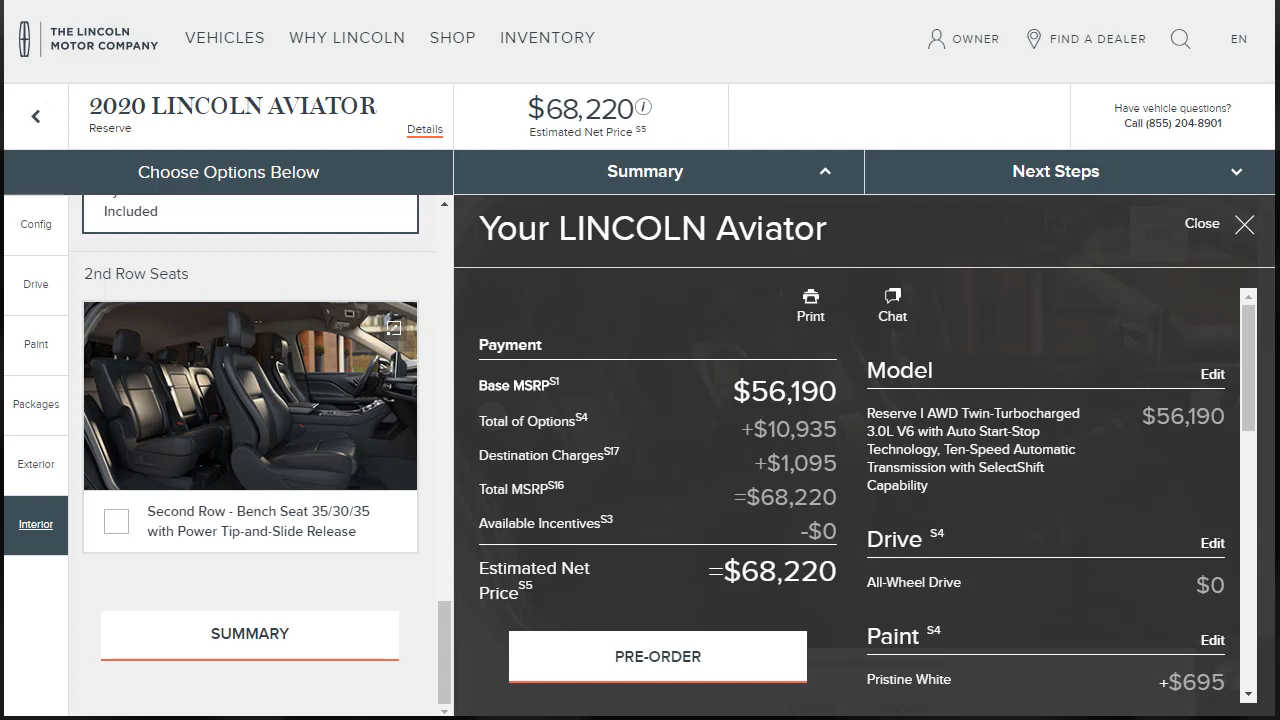 THE LINCOLN
MOTOR COMPANY
VEHICLES
WHY LINCOLN
SHOP
INVENTORY
OWNER
FIND A DEALER
EN
2020 LINCOLN AVIATOR
Reserve
Details
$68,220
Estimated Net Price S5
Have vehicle questions?
Call (855) 204-8901
Choose Options Below
Summary
Next Steps
Config
Drive
Paint
Packages
Exterior
Interior
Included
2nd Row Seats
Second Row - Bench Seat 35/30/35
with Power Tip-and-Slide Release
SUMMARY
Your LINCOLN Aviator
Close
Print
Chat
Payment
Base MSRP S1
$56,190
Total of Options S4
+$10,935
Destination Charges S17
+$1,095
Total MSRP S16
=$68,220
Available Incentives S3
-$0
Estimated Net
Price S5
=$68,220
PRE-ORDER
Model
Edit
Reserve I AWD Twin-Turbocharged
3.0L V6 with Auto Start-Stop
Technology, Ten-Speed Automatic
Transmission with SelectShift
Capability
$56,190
Drive S4
Edit
All-Wheel Drive
$0
Paint S4
Edit
Pristine White
+$695